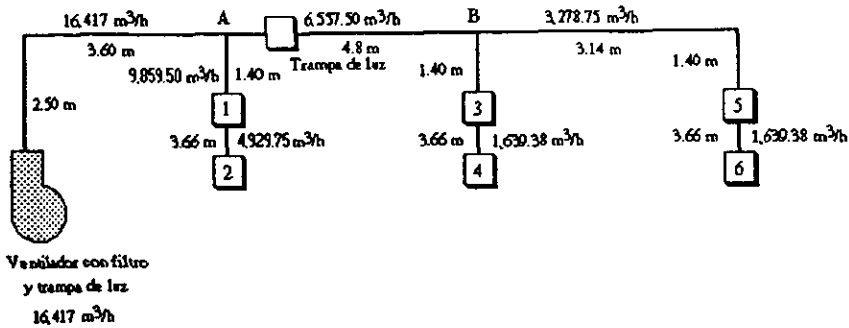 16,417 m³/h
A
6,557.50 m³/h
B
3,278.75 m³/h
3.60 m
4.8 m
3.14 m
Trampa de luz
9,859.50 m³/h
1.40 m
1.40 m
1.40 m
2.50 m
1
3
5
3.66 m
4,929.75 m³/h
3.66 m
1,639.38 m³/h
3.66 m
1,639.38 m³/h
2
4
6
Ventilador con filtro
y trampa de luz
16,417 m³/h